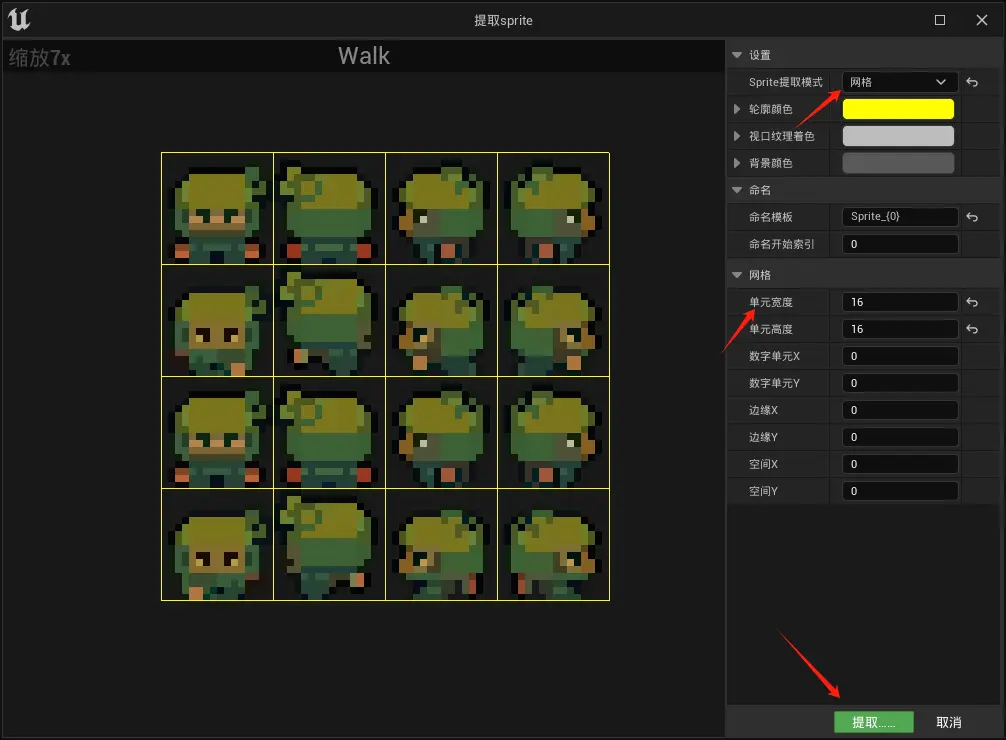 提取sprite
缩放7x
Walk
设置
Sprite提取模式 网格
轮廓颜色
视口纹理着色
背景颜色
命名
命名模板 Sprite_{0}
命名开始索引 0
网格
单元宽度 16
单元高度 16
数字单元X 0
数字单元Y 0
边缘X 0
边缘Y 0
空间X 0
空间Y 0
提取...... 取消